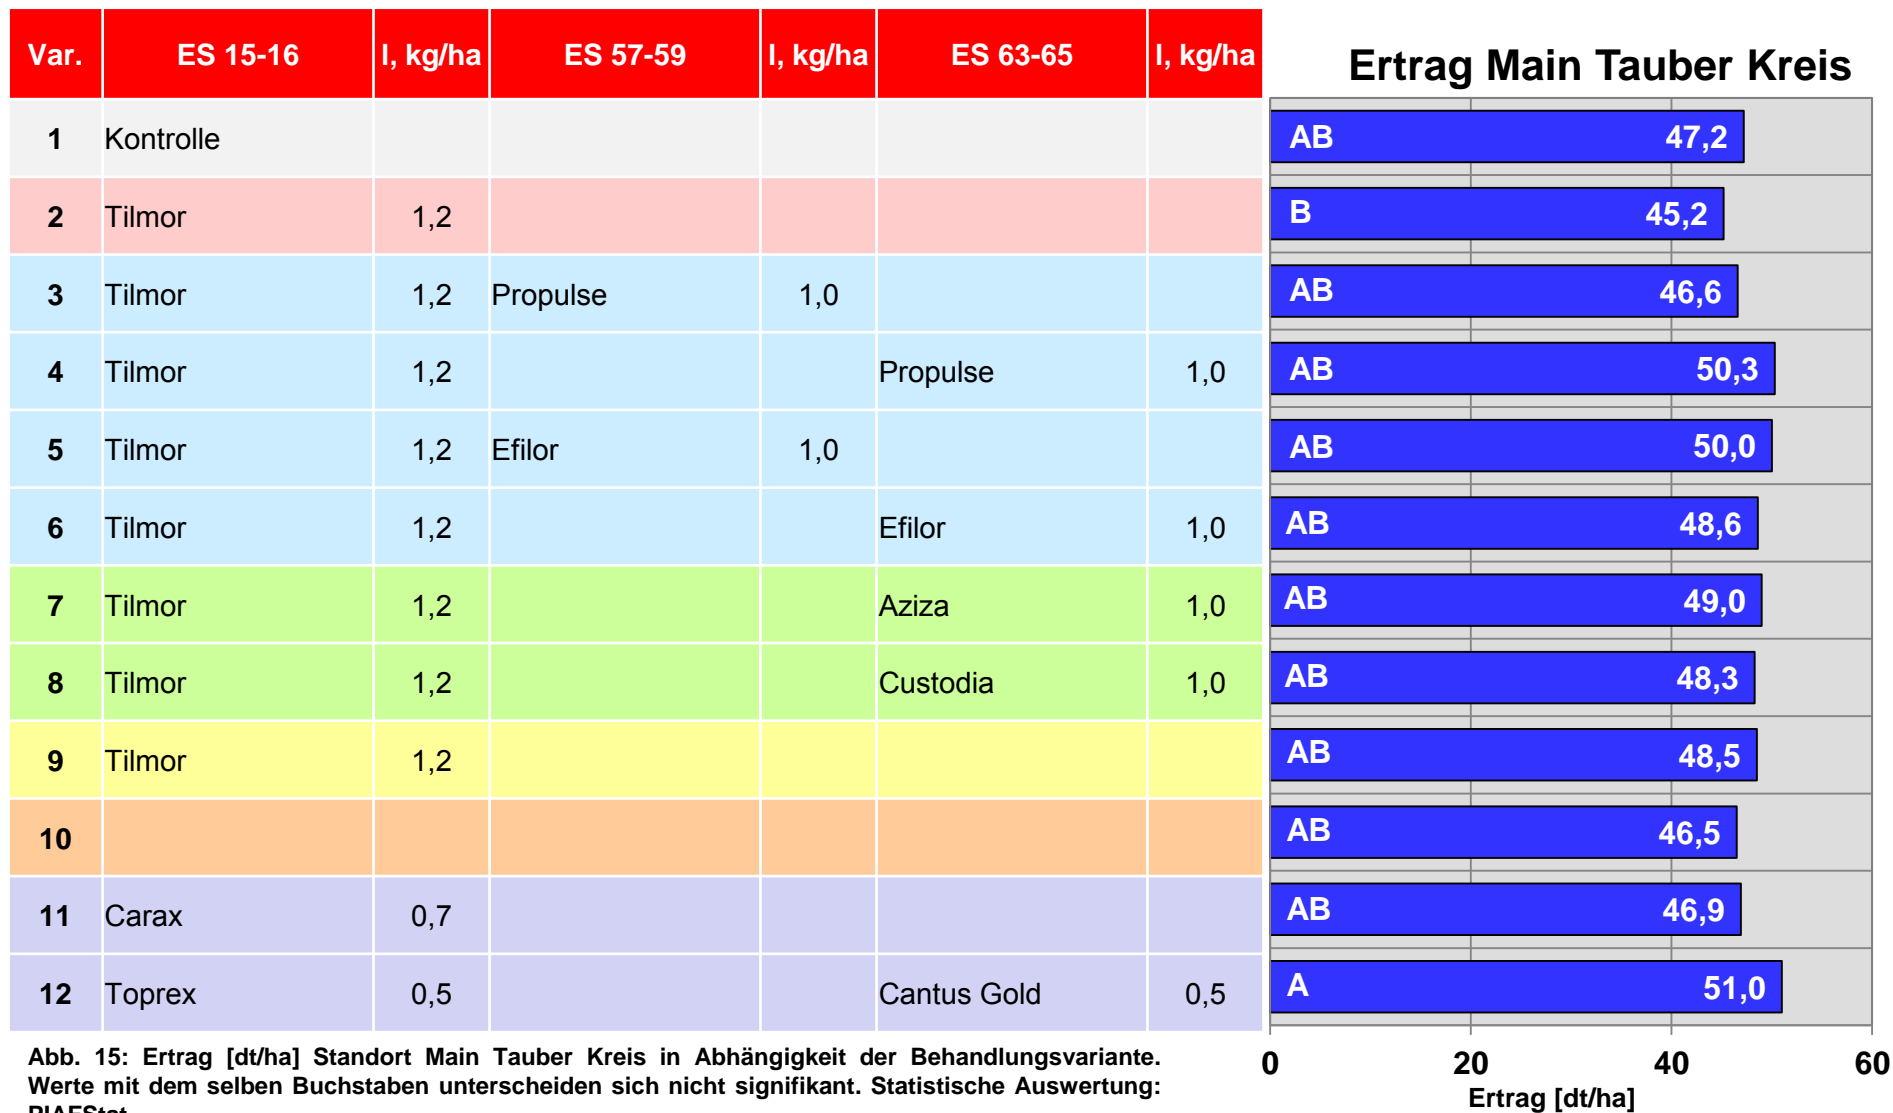 Var. ES 15-16 l, kg/ha ES 57-59 l, kg/ha ES 63-65 l, kg/ha
Ertrag Main Tauber Kreis
1 Kontrolle AB 47,2
2 Tilmor 1,2 B 45,2
3 Tilmor 1,2 Propulse 1,0 AB 46,6
4 Tilmor 1,2 Propulse 1,0 AB 50,3
5 Tilmor 1,2 Efilor 1,0 AB 50,0
6 Tilmor 1,2 Efilor 1,0 AB 48,6
7 Tilmor 1,2 Aziza 1,0 AB 49,0
8 Tilmor 1,2 Custodia 1,0 AB 48,3
9 Tilmor 1,2 AB 48,5
10 AB 46,5
11 Carax 0,7 AB 46,9
12 Toprex 0,5 Cantus Gold 0,5 A 51,0
0 20 40 60
Ertrag [dt/ha]
Abb. 15: Ertrag [dt/ha] Standort Main Tauber Kreis in Abhängigkeit der Behandlungsvariante.
Werte mit dem selben Buchstaben unterscheiden sich nicht signifikant. Statistische Auswertung: